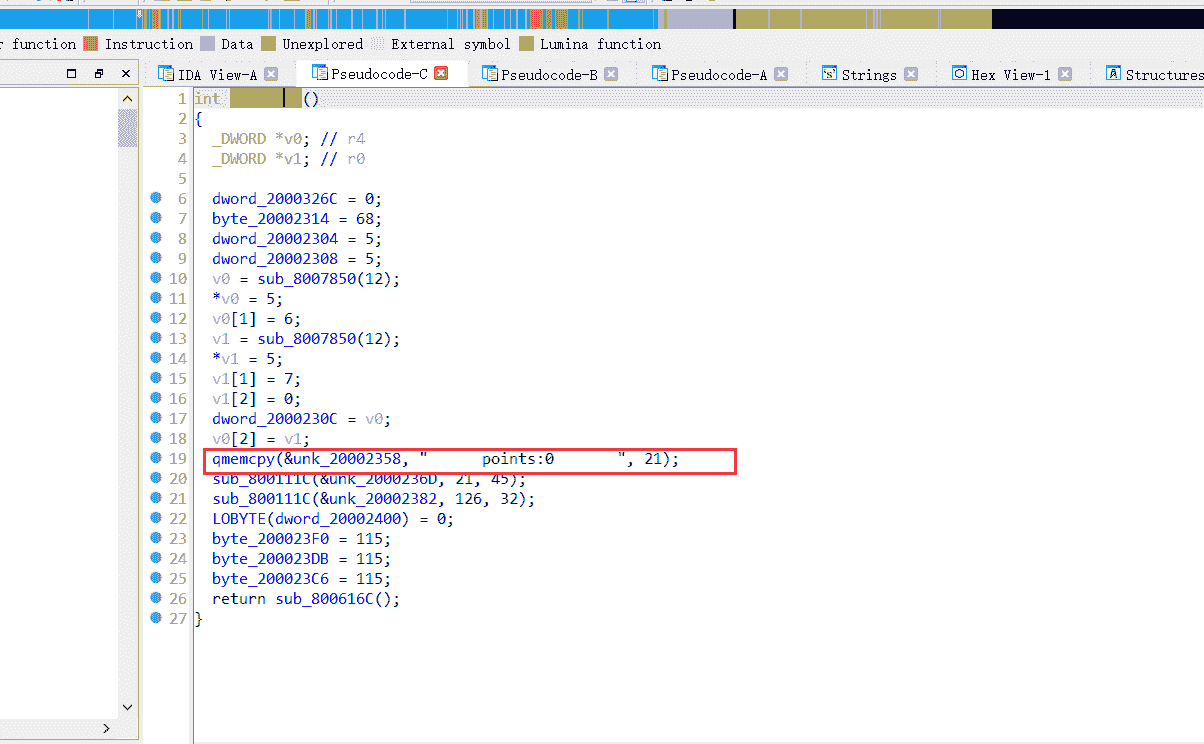 r function Instruction Data Unexplored External symbol Lumina function
IDA View-A Pseudocode-C Pseudocode-B Pseudocode-A Strings Hex View-1 Structures
1 int ()
2 {
3 _DWORD *v0; // r4
4 _DWORD *v1; // r0
5
6 dword_2000326C = 0;
7 byte_20002314 = 68;
8 dword_20002304 = 5;
9 dword_20002308 = 5;
10 v0 = sub_8007850(12);
11 *v0 = 5;
12 v0[1] = 6;
13 v1 = sub_8007850(12);
14 *v1 = 5;
15 v1[1] = 7;
16 v1[2] = 0;
17 dword_2000230C = v0;
18 v0[2] = v1;
19 qmemcpy(&unk_20002358, "      points:0       ", 21);
20 sub_800111C(&unk_2000236D, 21, 45);
21 sub_800111C(&unk_20002382, 126, 32);
22 LOBYTE(dword_20002400) = 0;
23 byte_200023F0 = 115;
24 byte_200023DB = 115;
25 byte_200023C6 = 115;
26 return sub_800616C();
27 }